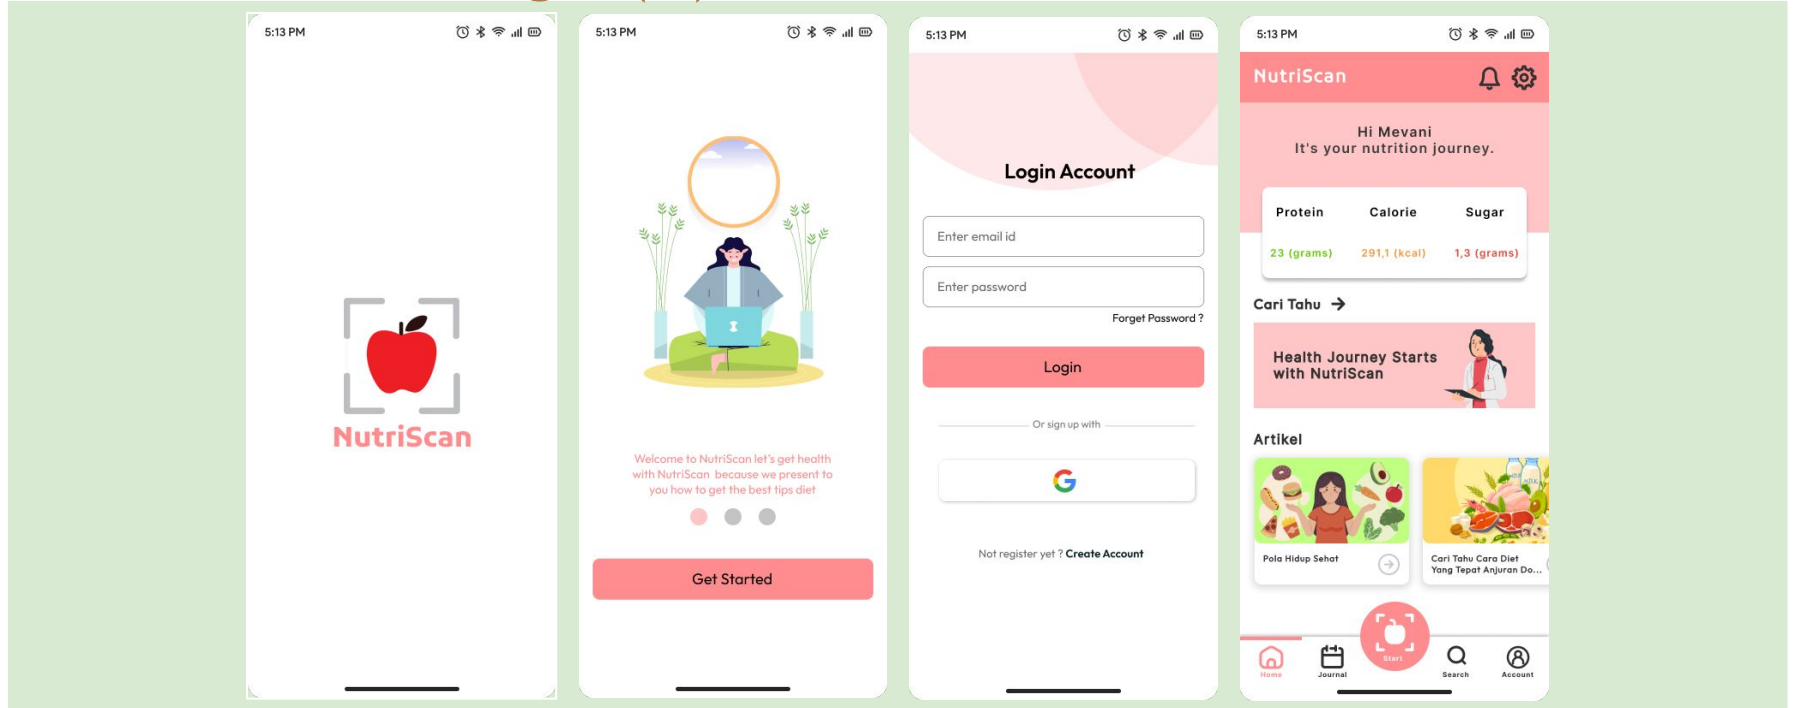 5:13 PM
NutriScan
5:13 PM
Welcome to NutriScan let's get health
with NutriScan because we present to
you how to get the best tips diet
Get Started
5:13 PM
Login Account
Enter email id
Enter password
Forget Password ?
Login
Or sign up with
Not register yet ? Create Account
5:13 PM
NutriScan
Hi Mevani
It's your nutrition journey.
Protein Calorie Sugar
23 (grams) 291,1 (kcal) 1,3 (grams)
Cari Tahu
Health Journey Starts
with NutriScan
Artikel
Pola Hidup Sehat
Cari Tahu Cara Diet
Yang Tepat Anjuran Do...
Start
Home Journal Search Account